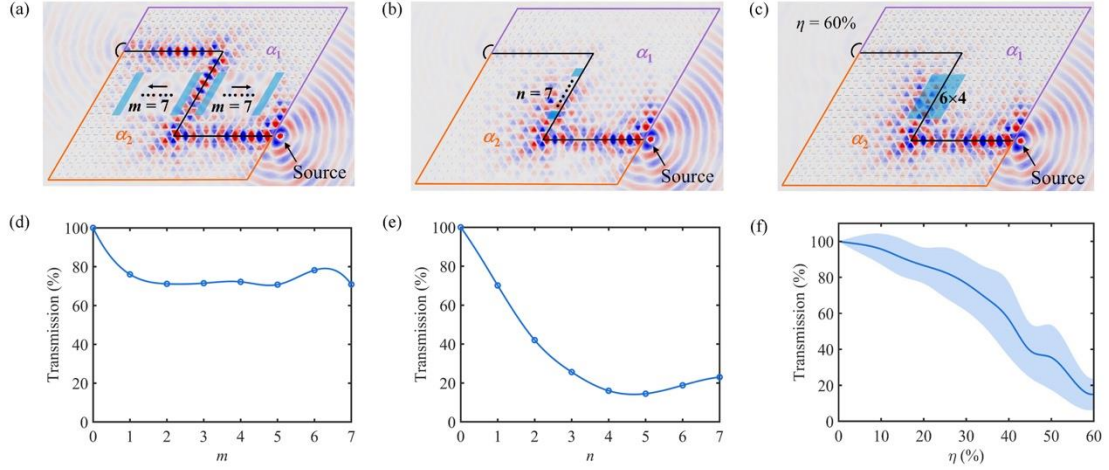 (a)
α1
m = 7
m = 7
α2
Source
(b)
α1
n = 7
α2
Source
(c)
η = 60%
α1
6×4
α2
Source
(d)
100
80
60
40
20
0
Transmission (%)
0 1 2 3 4 5 6 7
m
(e)
100
80
60
40
20
0
Transmission (%)
0 1 2 3 4 5 6 7
n
(f)
120
100
80
60
40
20
0
Transmission (%)
0 10 20 30 40 50 60
η (%)